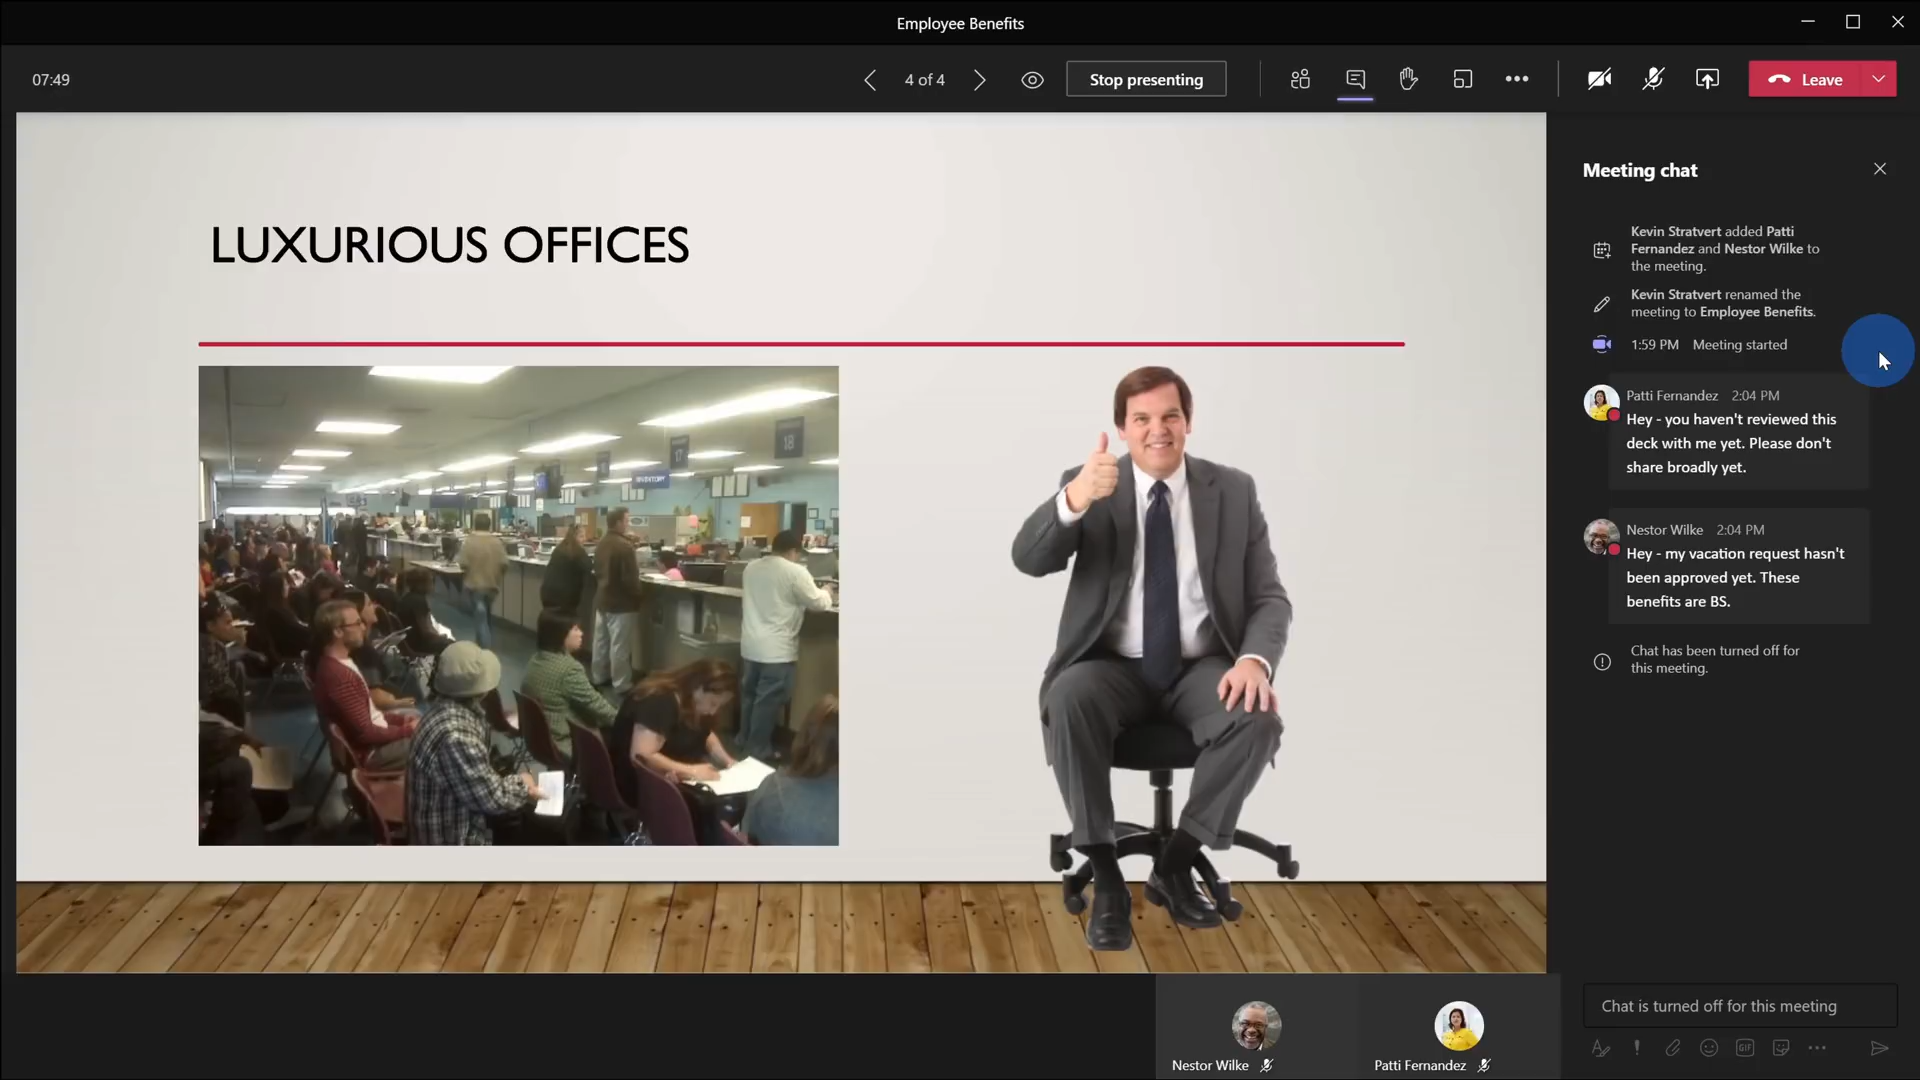 Employee Benefits
07:49
4 of 4
Stop presenting
Leave
LUXURIOUS OFFICES
18
17
INVENTORY
Meeting chat
Kevin Stratvert added Patti
Fernandez and Nestor Wilke to
the meeting.
Kevin Stratvert renamed the
meeting to Employee Benefits.
1:59 PM Meeting started
Patti Fernandez 2:04 PM
Hey - you haven't reviewed this
deck with me yet. Please don't
share broadly yet.
Nestor Wilke 2:04 PM
Hey - my vacation request hasn't
been approved yet. These
benefits are BS.
Chat has been turned off for
this meeting.
Chat is turned off for this meeting
GIF
Nestor Wilke
Patti Fernandez